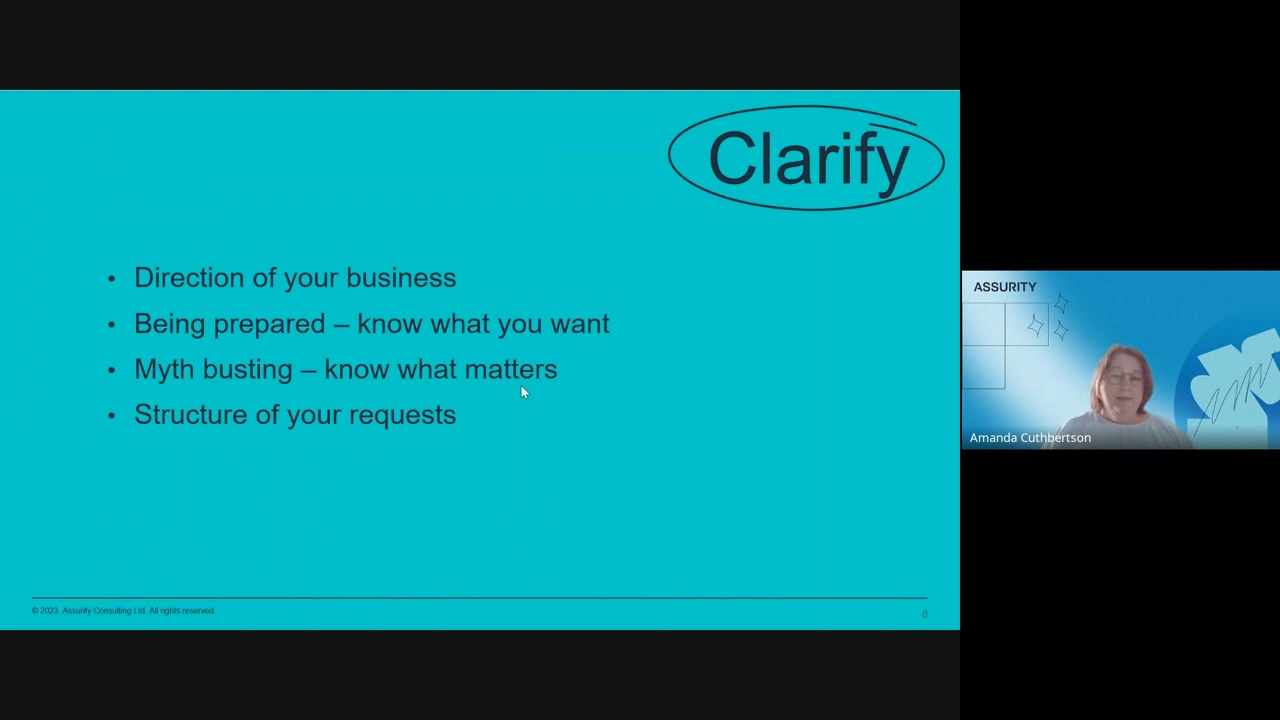 Clarify
• Direction of your business
• Being prepared – know what you want
• Myth busting – know what matters
• Structure of your requests
© 2023 Assurity Consulting Ltd. All rights reserved.
8
ASSURITY
Amanda Cuthbertson